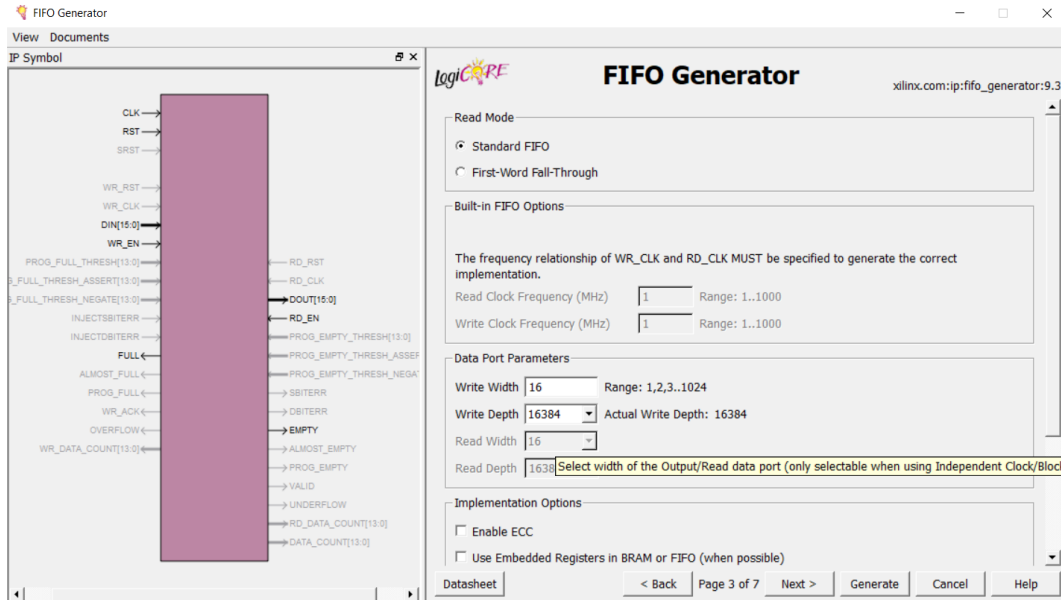 FIFO Generator
View Documents
IP Symbol
CLK
RST
SRST
WR_RST
WR_CLK
DIN[15:0]
WR_EN
PROG_FULL_THRESH[13:0]
G_FULL_THRESH_ASSERT[13:0]
G_FULL_THRESH_NEGATE[13:0]
INJECTSBITERR
INJECTDBITERR
FULL
ALMOST_FULL
PROG_FULL
WR_ACK
OVERFLOW
WR_DATA_COUNT[13:0]
RD_RST
RD_CLK
DOUT[15:0]
RD_EN
PROG_EMPTY_THRESH[13:0]
PROG_EMPTY_THRESH_ASSER
PROG_EMPTY_THRESH_NEGA
SBITERR
DBITERR
EMPTY
ALMOST_EMPTY
PROG_EMPTY
VALID
UNDERFLOW
RD_DATA_COUNT[13:0]
DATA_COUNT[13:0]
logiCORE
FIFO Generator
xilinx.com:ip:fifo_generator:9.3
Read Mode
Standard FIFO
First-Word Fall-Through
Built-in FIFO Options
The frequency relationship of WR_CLK and RD_CLK MUST be specified to generate the correct
implementation.
Read Clock Frequency (MHz) 1 Range: 1..1000
Write Clock Frequency (MHz) 1 Range: 1..1000
Data Port Parameters
Write Width 16 Range: 1,2,3..1024
Write Depth 16384 Actual Write Depth: 16384
Read Width 16
Read Depth 1638 Select width of the Output/Read data port (only selectable when using Independent Clock/Bloc
Implementation Options
Enable ECC
Use Embedded Registers in BRAM or FIFO (when possible)
Datasheet < Back Page 3 of 7 Next > Generate Cancel Help